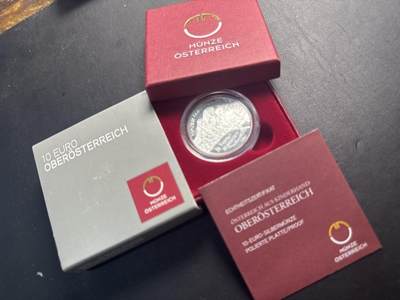 MÜNZE
ÖSTERREICH
10 EURO
OBERÖSTERREICH
MÜNZE
ÖSTERREICH
ECHTHEITSZERTIFIKAT
ÖSTERREICH AUS KINDERHAND
OBERÖSTERREICH
10-EURO-SILBERMÜNZE
POLIERTE PLATTE/PROOF
MÜNZE
ÖSTERREICH